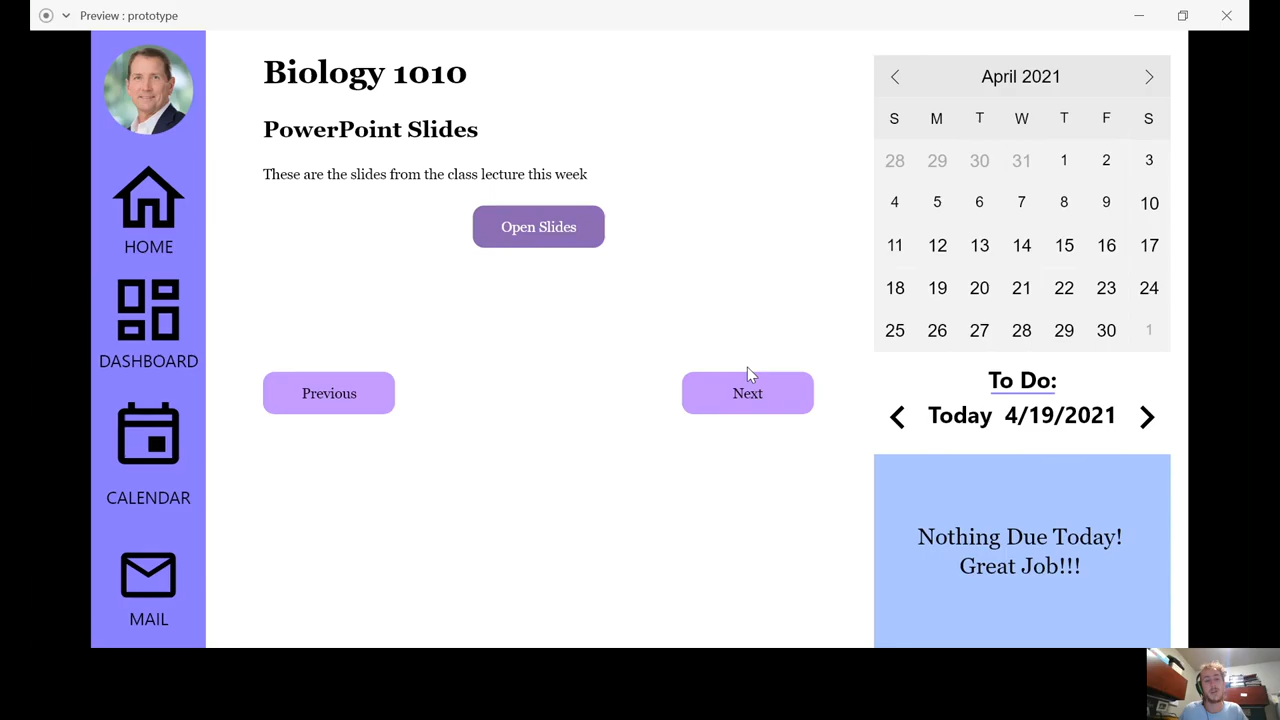 Preview : prototype
HOME
DASHBOARD
CALENDAR
MAIL
Biology 1010
PowerPoint Slides
These are the slides from the class lecture this week
Open Slides
Previous
Next
April 2021
S M T W T F S
28 29 30 31 1 2 3
4 5 6 7 8 9 10
11 12 13 14 15 16 17
18 19 20 21 22 23 24
25 26 27 28 29 30 1
To Do:
Today 4/19/2021
Nothing Due Today!
Great Job!!!